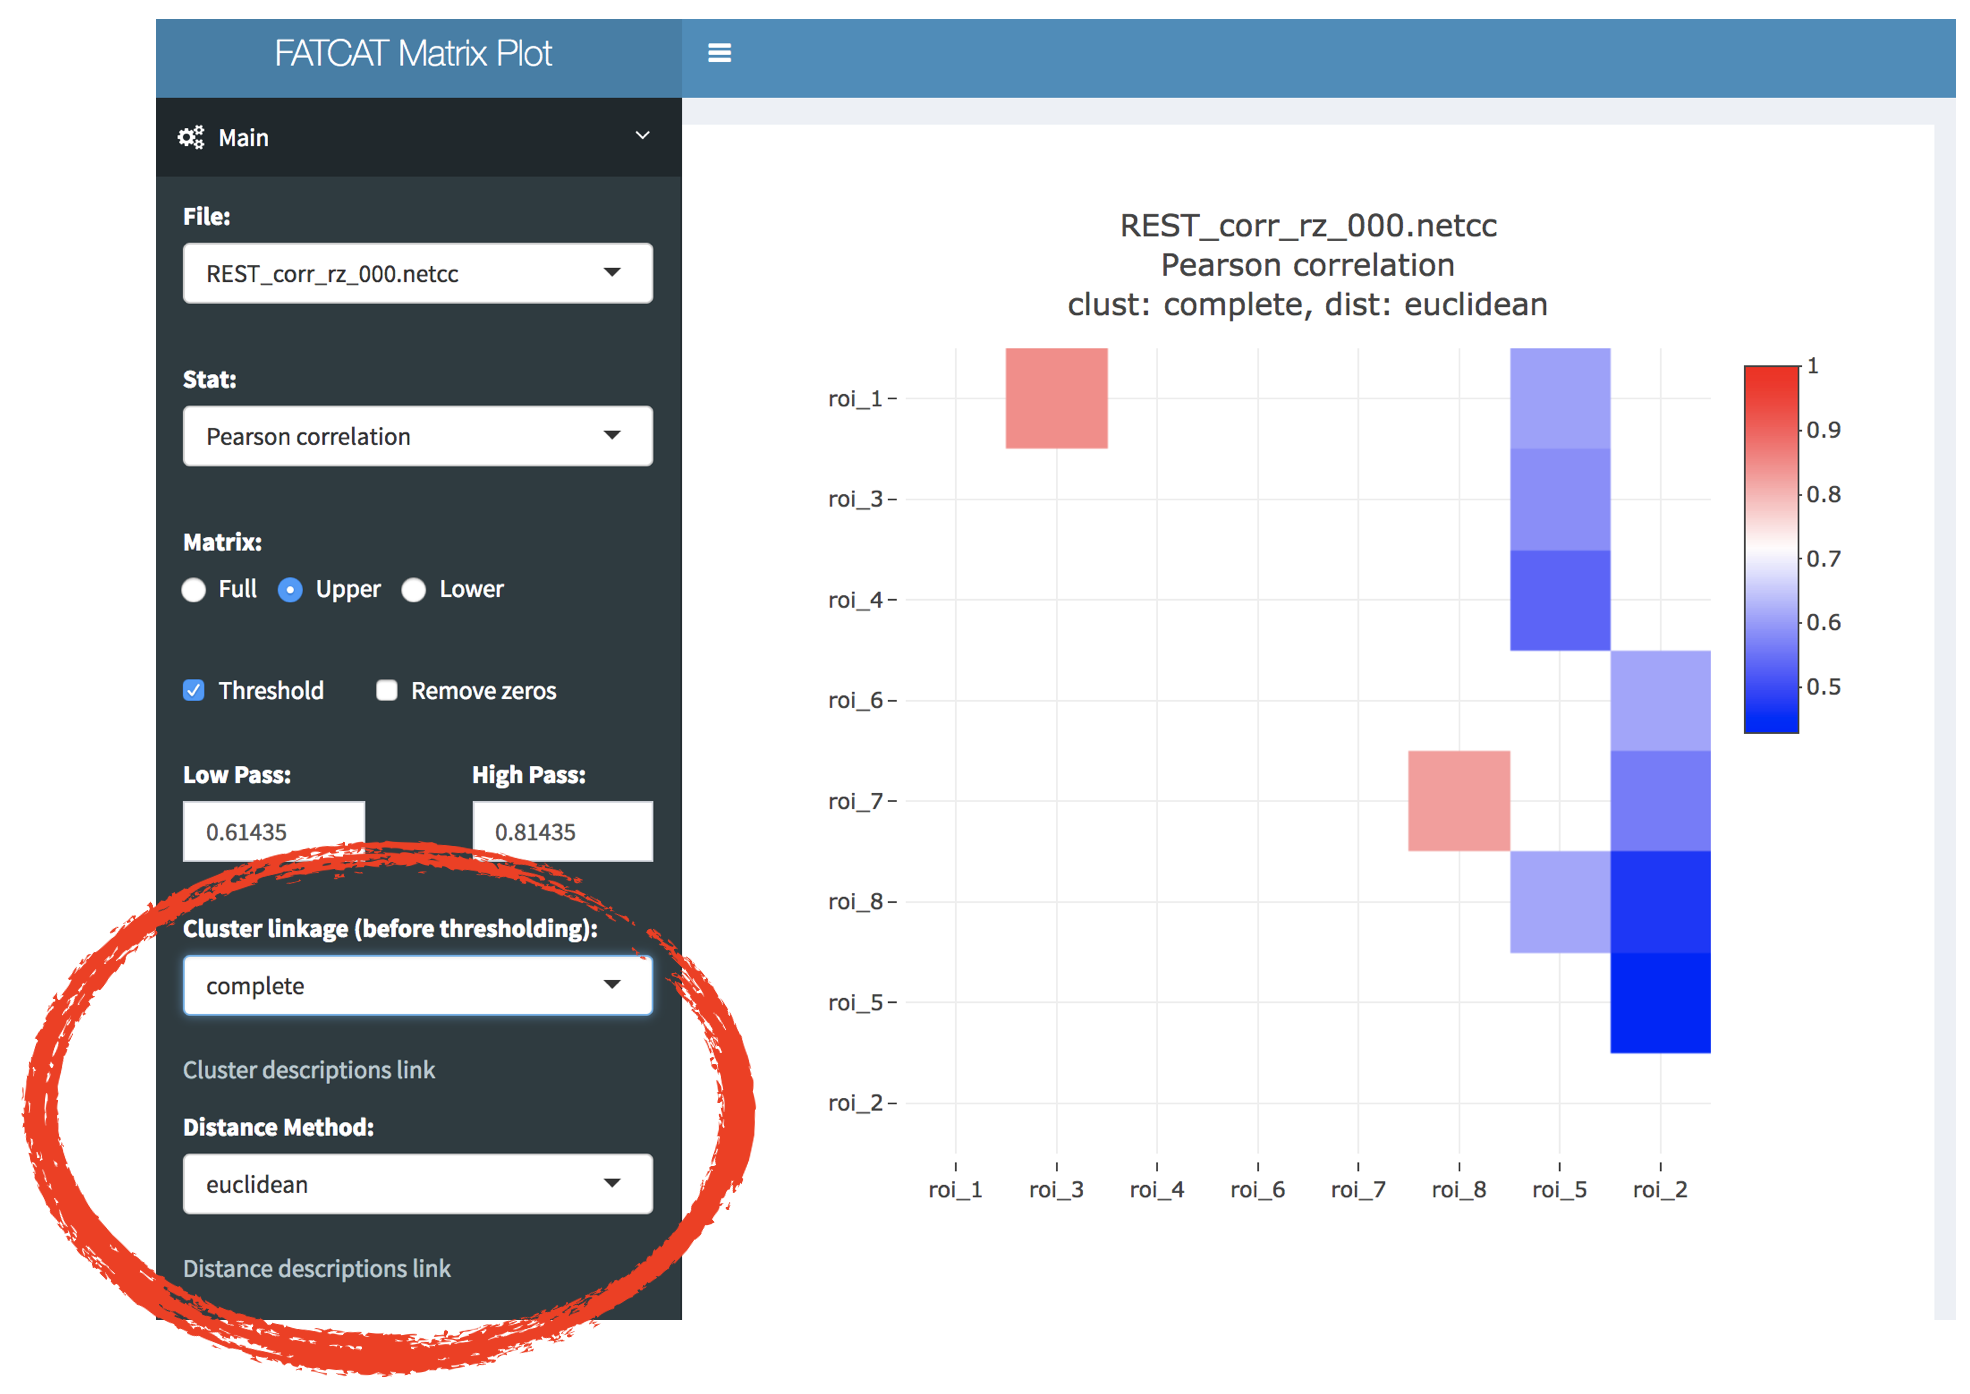 FATCAT Matrix Plot
Main
File:
REST_corr_rz_000.netcc
Stat:
Pearson correlation
Matrix:
Full Upper Lower
Threshold Remove zeros
Low Pass: High Pass:
0.61435 0.81435
Cluster linkage (before thresholding):
complete
Cluster descriptions link
Distance Method:
euclidean
Distance descriptions link
REST_corr_rz_000.netcc
Pearson correlation
clust: complete, dist: euclidean
roi_1
roi_3
roi_4
roi_6
roi_7
roi_8
roi_5
roi_2
roi_1 roi_3 roi_4 roi_6 roi_7 roi_8 roi_5 roi_2
1
0.9
0.8
0.7
0.6
0.5